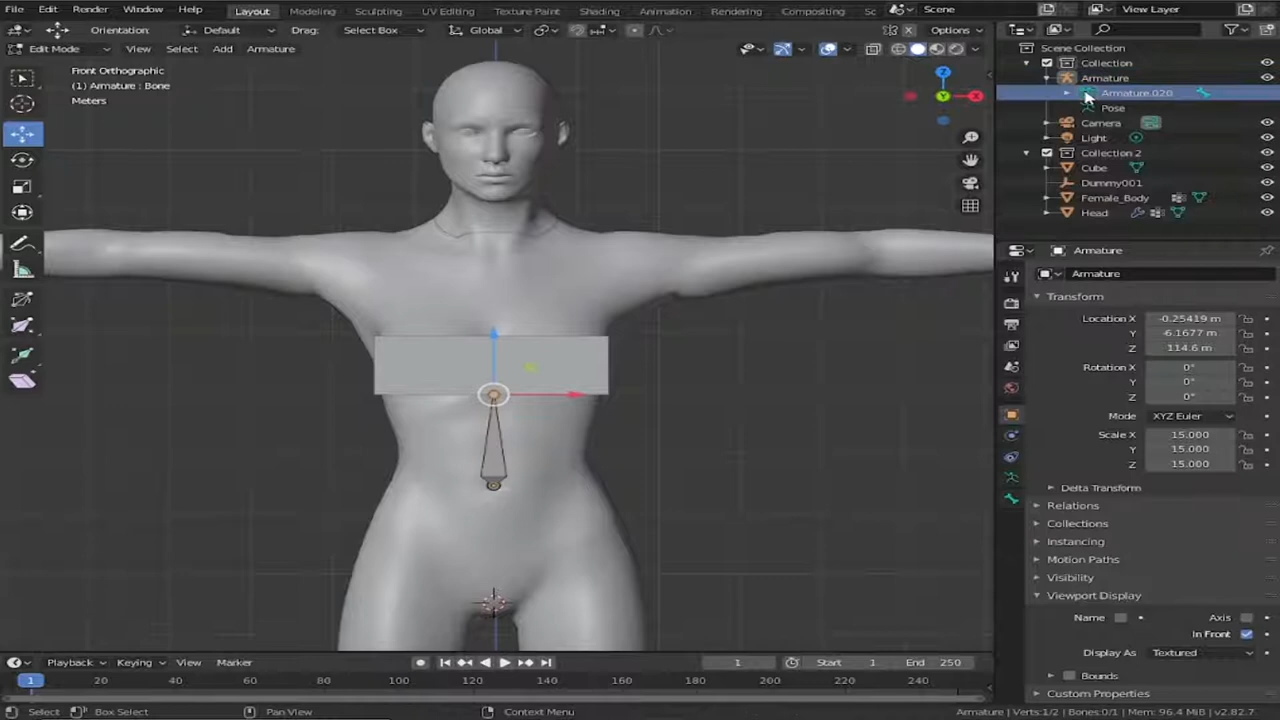 File Edit Render Window Help Layout Modeling Sculpting UV Editing Texture Paint Shading Animation Rendering Compositing Sc Scene View Layer
Orientation: Default Drag: Select Box Global Options
Edit Mode View Select Add Armature
Front Orthographic
(1) Armature : Bone
Meters
Z
Y
X
Scene Collection
Collection
Armature
Armature.020
Pose
Camera
Light
Collection 2
Cube
Dummy001
Female_Body
Head
Armature
Armature
Transform
Location X -0.25419 m
Y -6.1677 m
Z 114.6 m
Rotation X 0°
Y 0°
Z 0°
Mode XYZ Euler
Scale X 15.000
Y 15.000
Z 15.000
Delta Transform
Relations
Collections
Instancing
Motion Paths
Visibility
Viewport Display
Name Axis
In Front
Display As Textured
Bounds
Custom Properties
Playback Keying View Marker 1 Start 1 End 250
1 20 40 60 80 100 120 140 160 180 200 220 240
Select Box Select Pan View Context Menu Armature | Verts:1/2 | Bones:0/1 | Mem: 96.4 MiB | v2.82.7